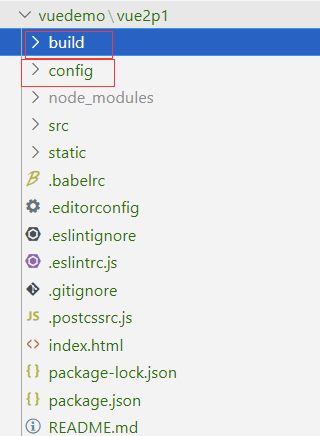 vuedemo\vue2p1
build
config
node_modules
src
static
.babelrc
.editorconfig
.eslintignore
.eslintrc.js
.gitignore
JS .postcssrc.js
index.html
package-lock.json
package.json
README.md